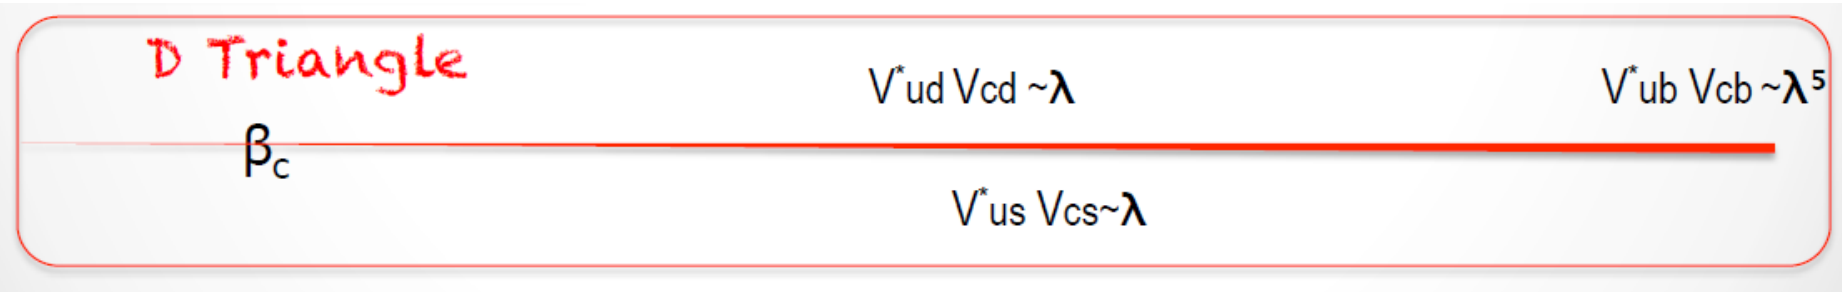 D Triangle
V*ud Vcd ~λ
V*ub Vcb ~λ⁵
βc
V*us Vcs~λ